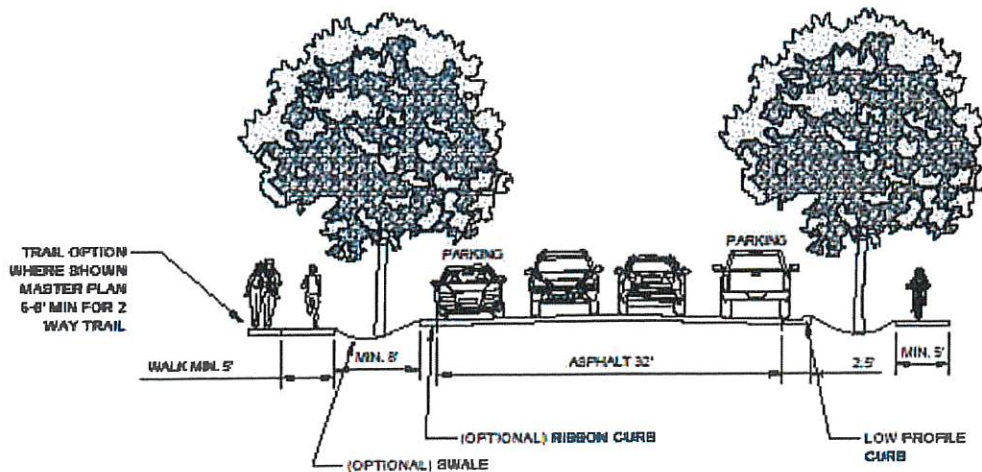 PARKING
PARKING
TRAIL OPTION
WHERE SHOWN
MASTER PLAN
6-8' MIN FOR 2
WAY TRAIL
WALK MIN. 5'
MIN. 8'
ASPHALT 32'
2.5'
MIN. 5'
(OPTIONAL) RIBBON CURB
LOW PROFILE
CURB
(OPTIONAL) SWALE